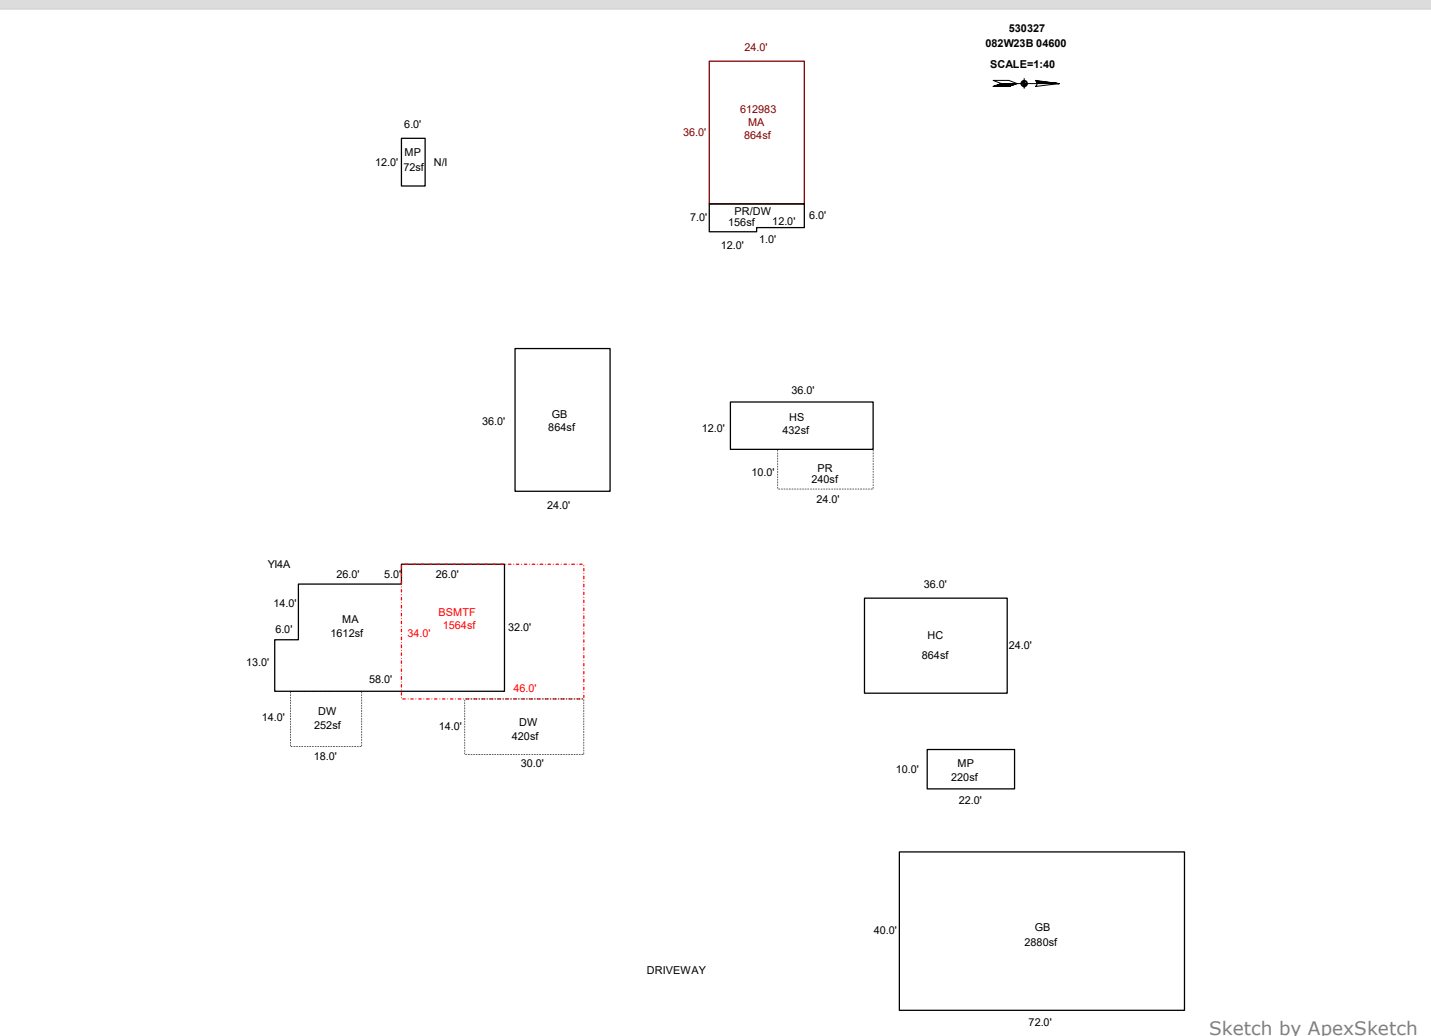 530327
082W23B 04600
SCALE=1:40
24.0'
612983
MA
864sf
36.0'
PR/DW
156sf
12.0'
7.0'
6.0'
12.0'
1.0'
6.0'
12.0'
MP
72sf
N/I
36.0'
GB
864sf
24.0'
36.0'
12.0'
HS
432sf
10.0'
PR
240sf
24.0'
YI4A
26.0'
5.0'
26.0'
14.0'
6.0'
MA
1612sf
BSMTF
1564sf
34.0'
32.0'
13.0'
58.0'
46.0'
14.0'
DW
252sf
18.0'
14.0'
DW
420sf
30.0'
36.0'
HC
864sf
24.0'
10.0'
MP
220sf
22.0'
40.0'
GB
2880sf
72.0'
DRIVEWAY
Sketch by ApexSketch